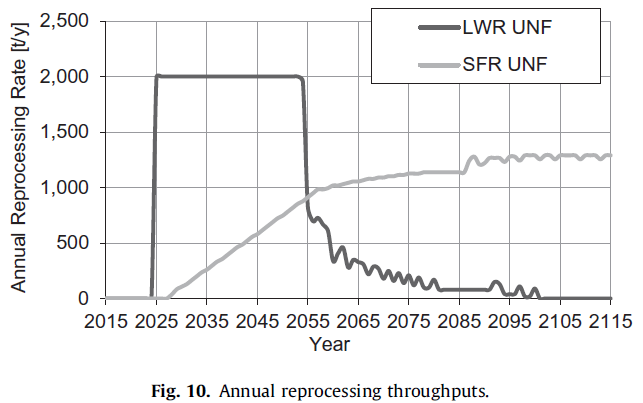 LWR UNF
SFR UNF
Annual Reprocessing Rate [t/y]
2,500
2,000
1,500
1,000
500
0
2015 2025 2035 2045 2055 2065 2075 2085 2095 2105 2115
Year
Fig. 10. Annual reprocessing throughputs.